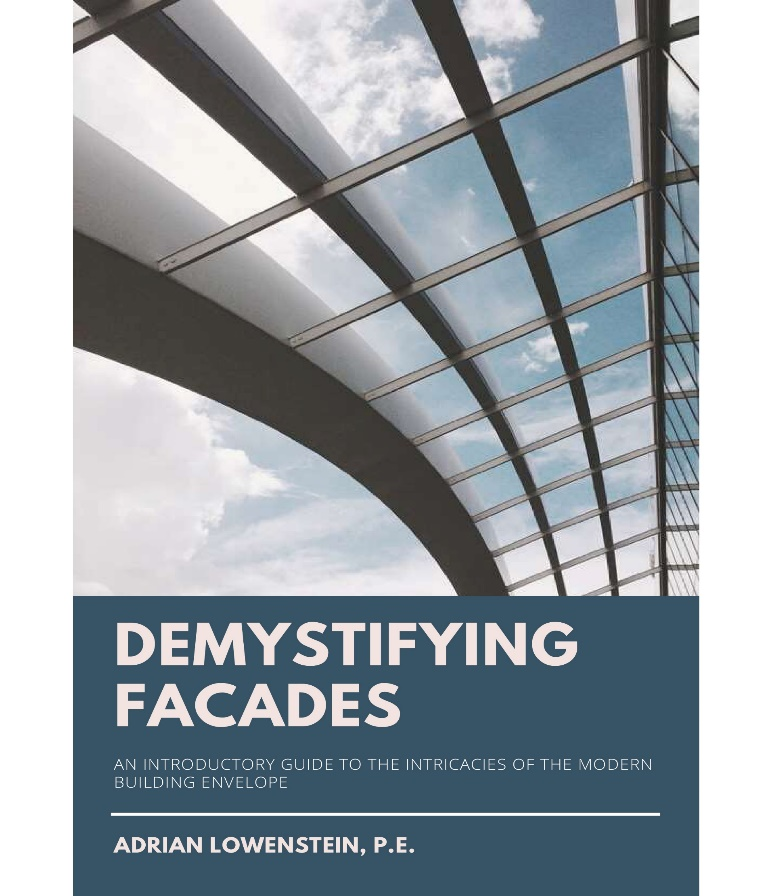 DEMYSTIFYING
FACADES
AN INTRODUCTORY GUIDE TO THE INTRICACIES OF THE MODERN
BUILDING ENVELOPE
ADRIAN LOWENSTEIN, P.E.